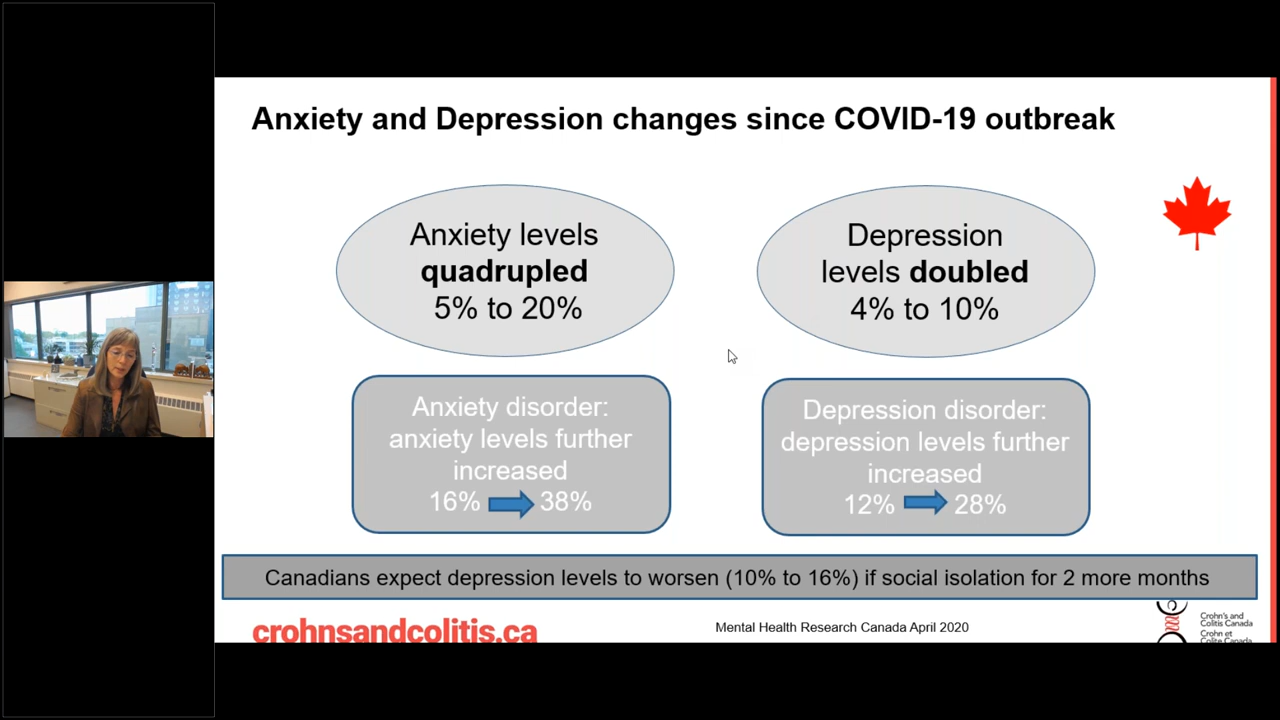 Anxiety and Depression changes since COVID-19 outbreak
Anxiety levels
quadrupled
5% to 20%
Depression
levels doubled
4% to 10%
Anxiety disorder:
anxiety levels further
increased
16% 38%
Depression disorder:
depression levels further
increased
12% 28%
Canadians expect depression levels to worsen (10% to 16%) if social isolation for 2 more months
crohnsandcolitis.ca
Mental Health Research Canada April 2020
Crohn's and
Colitis Canada
Crohn et
Colite Canada